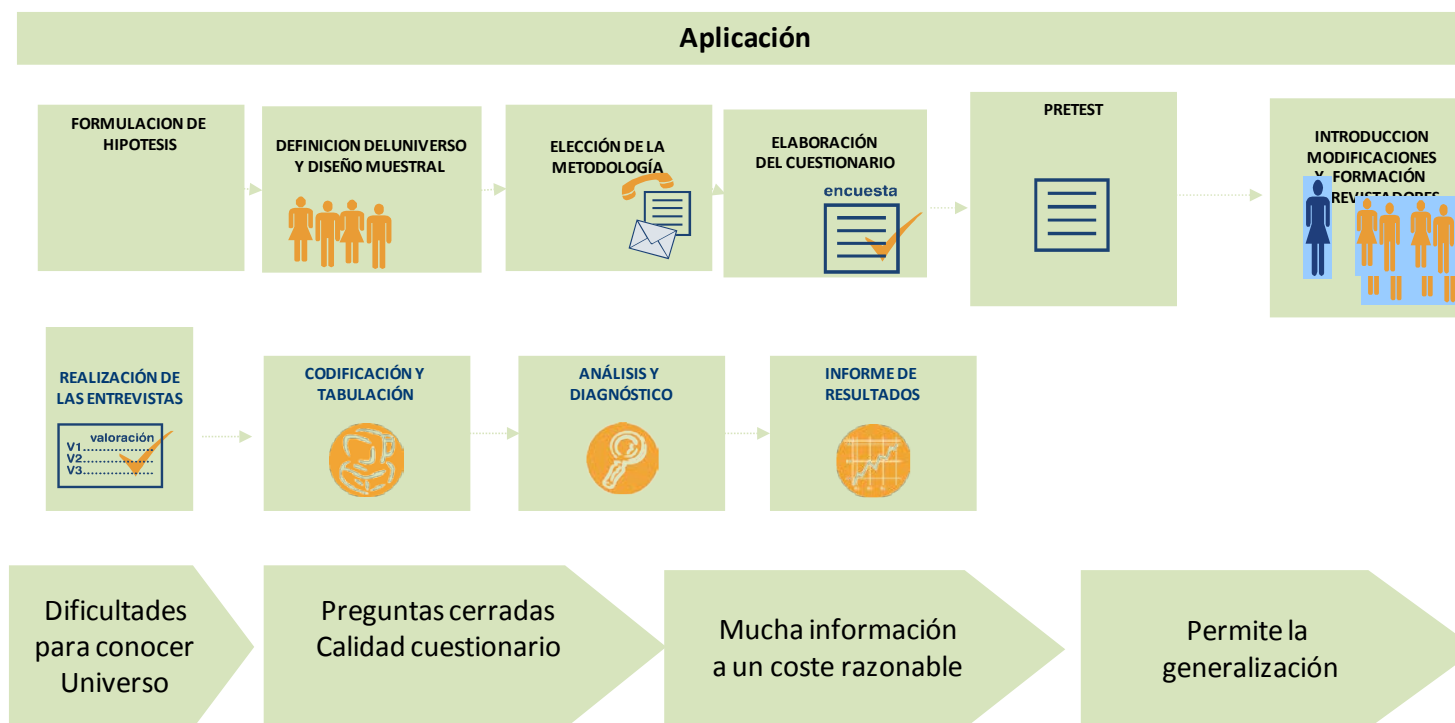 Aplicación
FORMULACION DE
HIPOTESIS
DEFINICION DELUNIVERSO
Y DISEÑO MUESTRAL
ELECCIÓN DE LA
METODOLOGÍA
ELABORACIÓN
DEL CUESTIONARIO
encuesta
PRETEST
INTRODUCCION
MODIFICACIONES
Y FORMACIÓN
REALIZACIÓN DE
LAS ENTREVISTAS
valoración
V1..................
V2..................
V3..................
CODIFICACIÓN Y
TABULACIÓN
ANÁLISIS Y
DIAGNÓSTICO
INFORME DE
RESULTADOS
Dificultades
para conocer
Universo
Preguntas cerradas
Calidad cuestionario
Mucha información
a un coste razonable
Permite la
generalización